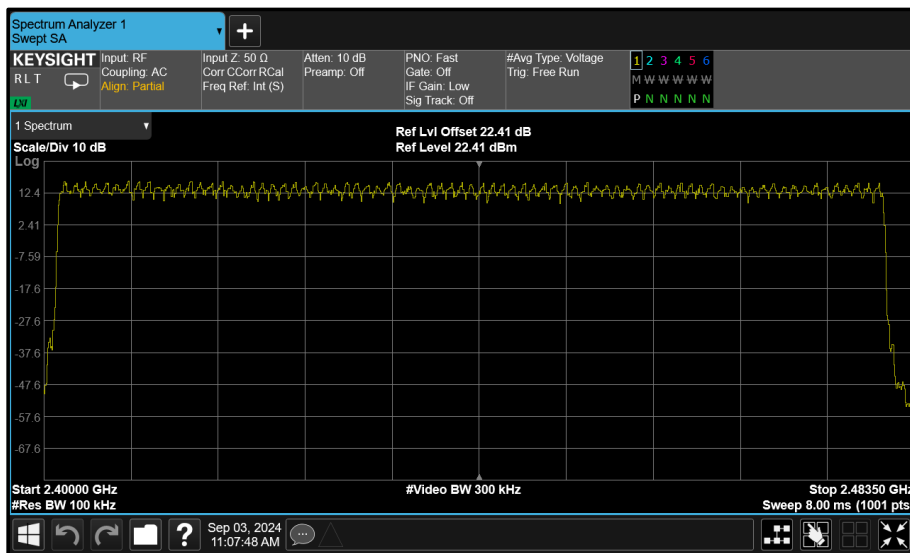 Spectrum Analyzer 1
Swept SA
+
KEYSIGHT
R L T
LXI
Input: RF
Coupling: AC
Align: Partial
Input Z: 50 Ω
Corr CCorr RCal
Freq Ref: Int (S)
Atten: 10 dB
Preamp: Off
PNO: Fast
Gate: Off
IF Gain: Low
Sig Track: Off
#Avg Type: Voltage
Trig: Free Run
1 2 3 4 5 6
M W W W W W
P N N N N N
1 Spectrum
Scale/Div 10 dB
Ref Lvl Offset 22.41 dB
Ref Level 22.41 dBm
Log
12.4
2.41
-7.59
-17.6
-27.6
-37.6
-47.6
-57.6
-67.6
Start 2.40000 GHz
#Res BW 100 kHz
#Video BW 300 kHz
Stop 2.48350 GHz
Sweep 8.00 ms (1001 pts
?
Sep 03, 2024
11:07:48 AM